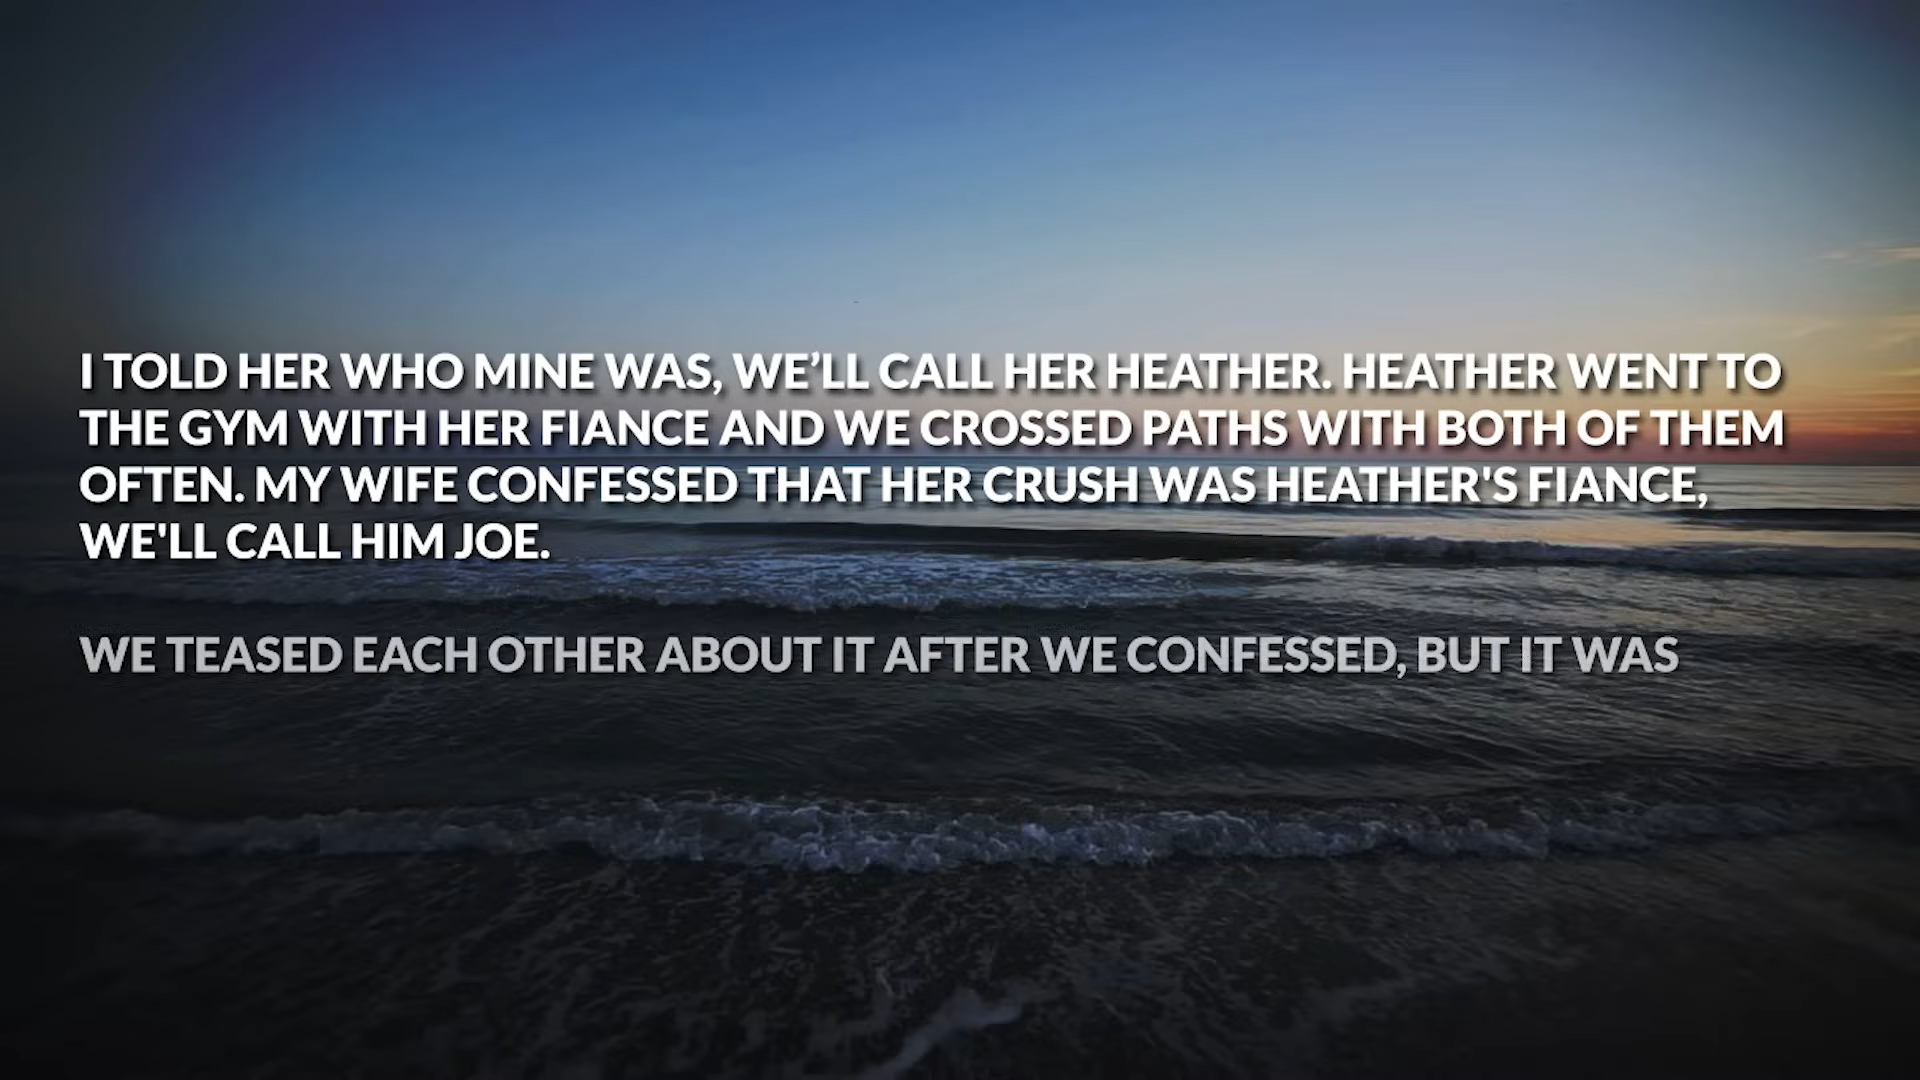 I TOLD HER WHO MINE WAS, WE’LL CALL HER HEATHER. HEATHER WENT TO
THE GYM WITH HER FIANCE AND WE CROSSED PATHS WITH BOTH OF THEM
OFTEN. MY WIFE CONFESSED THAT HER CRUSH WAS HEATHER'S FIANCE,
WE'LL CALL HIM JOE.
WE TEASED EACH OTHER ABOUT IT AFTER WE CONFESSED, BUT IT WAS